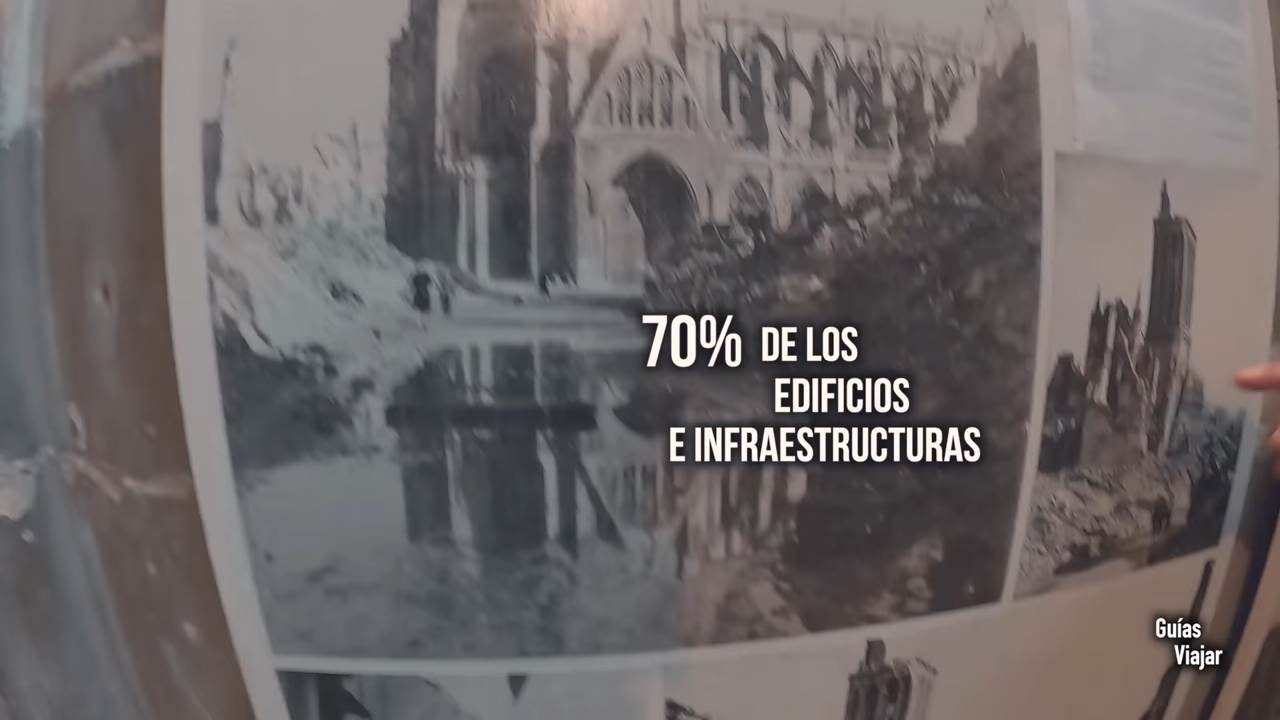 70% DE LOS
EDIFICIOS
E INFRAESTRUCTURAS
Guías
Viajar